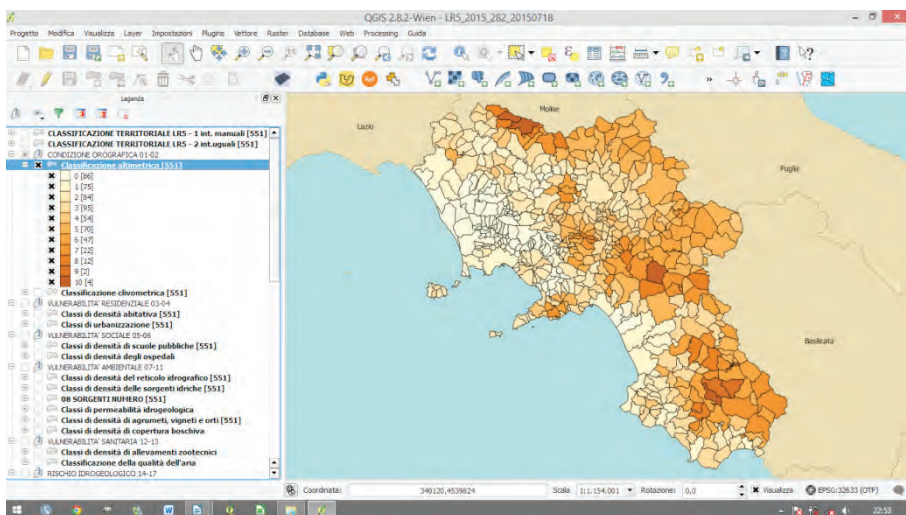 QGIS 2.8.2-Wien - LR5_2015_282_20150718
Progetto Modifica Visualizza Layer Impostazioni Plugins Vettore Raster Database Web Processing Guida
Legenda
CLASSIFICAZIONE TERRITORIALE LR5 - 1 int. manuali [551]
CLASSIFICAZIONE TERRITORIALE LR5 - 2 int.uguali [551]
CONDIZIONE OROGRAFICA 01-02
Classificazione altimetrica [551]
0 [86]
1 [75]
2 [84]
3 [95]
4 [54]
5 [70]
6 [47]
7 [22]
8 [12]
9 [2]
10 [4]
Classificazione clivometrica [551]
VULNERABILITA' RESIDENZIALE 03-04
Classi di densità abitativa [551]
Classi di urbanizzazione [551]
VULNERABILITA' SOCIALE 05-06
Classi di densità di scuole pubbliche [551]
Classi di densità degli ospedali
VULNERABILITA' AMBIENTALE 07-11
Classi di densità del reticolo idrografico [551]
Classi di densità delle sorgenti idriche [551]
08 SORGENTI NUMERO [551]
Classi di permeabilità idrogeologica
Classi di densità di agrumeti, vigneti e orti [551]
Classi di densità di copertura boschiva
VULNERABILITA' SANITARIA 12-13
Classi di densità di allevamenti zootecnici
Classificazione della qualità dell'aria
RISCHIO IDROGEOLOGICO 14-17
Lazio
Molise
Puglia
Basilicata
Coordinata: 340120,4539824 Scala 1:1.154.001 Rotazione: 0,0 Visualizza EPSG:32633 (OTF)
22:53